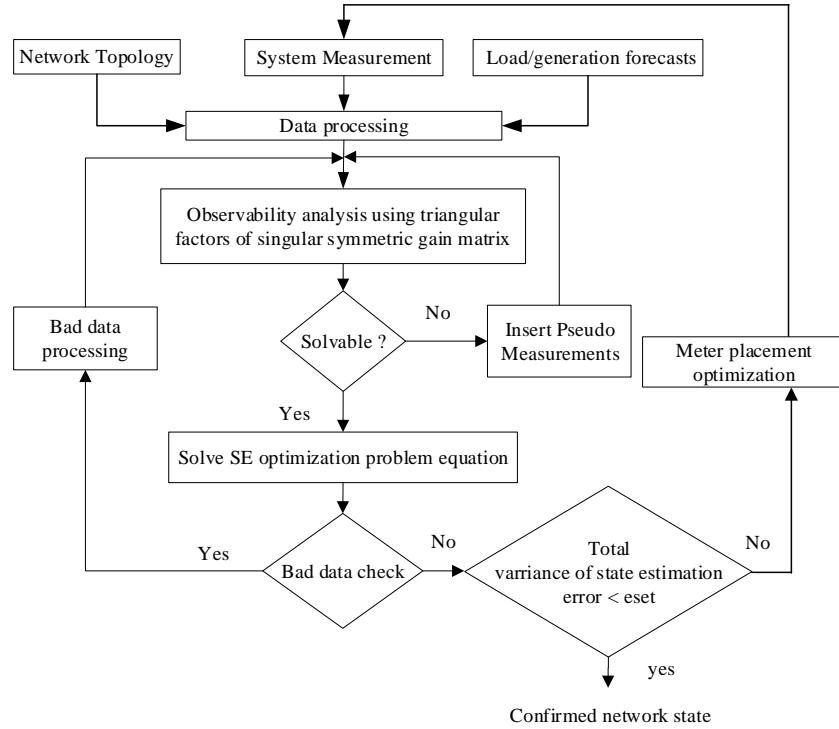 Network Topology
System Measurement
Load/generation forecasts
Data processing
Observability analysis using triangular
factors of singular symmetric gain matrix
Bad data
processing
Solvable ?
No
Insert Pseudo
Measurements
Meter placement
optimization
Yes
Solve SE optimization problem equation
Yes
Bad data check
No
Total
varriance of state estimation
error < eset
No
yes
Confirmed network state